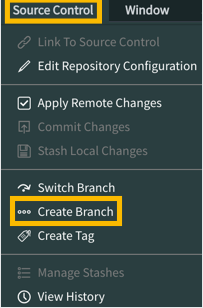 Source Control Window
Link To Source Control
Edit Repository Configuration
Apply Remote Changes
Commit Changes
Stash Local Changes
Switch Branch
Create Branch
Create Tag
Manage Stashes
View History